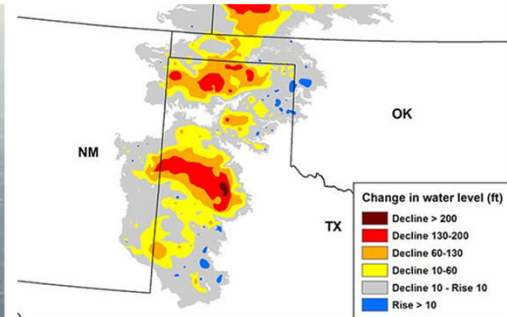 OK
NM
TX
Change in water level (ft)
Decline > 200
Decline 130-200
Decline 60-130
Decline 10-60
Decline 10 - Rise 10
Rise > 10